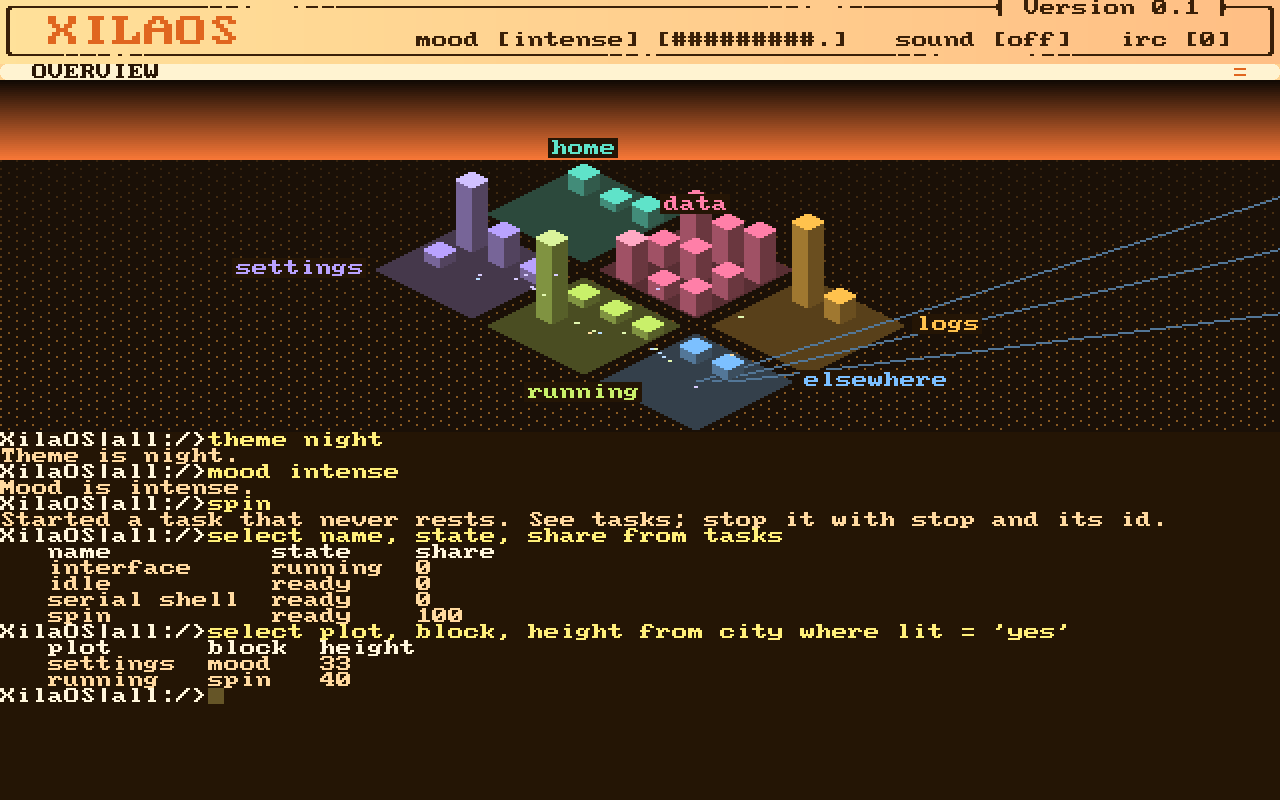 XILAOS
Version 0.1
mood [intense] [#########.] sound [off] irc [0]
OVERVIEW =
home
data
settings
logs
elsewhere
running
XilaOS|all:/>theme night
Theme is night.
XilaOS|all:/>mood intense
Mood is intense.
XilaOS|all:/>spin
Started a task that never rests. See tasks; stop it with stop and its id.
XilaOS|all:/>select name, state, share from tasks
name state share
interface running 0
idle ready 0
serial shell ready 0
spin ready 100
XilaOS|all:/>select plot, block, height from city where lit = 'yes'
plot block height
settings mood 33
running spin 40
XilaOS|all:/>